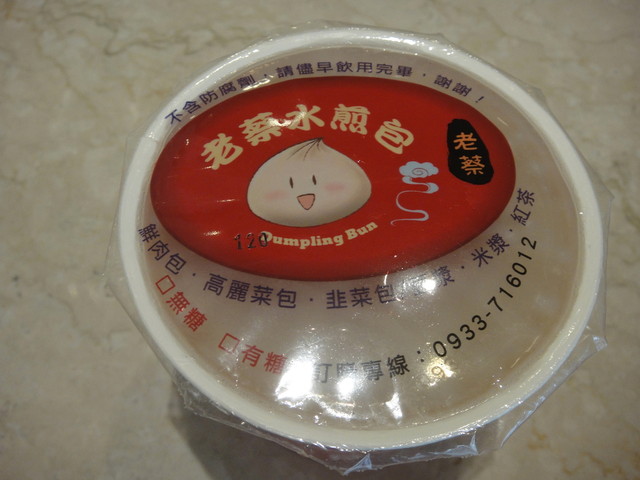 不含防腐劑，請儘早飲用完畢，謝謝！
老蔡水煎包
老蔡
120
Dumpling Bun
鮮肉包．高麗菜包．韭菜包 漿．米漿．紅茶
□無糖 □有糖 訂購專線：0933-716012